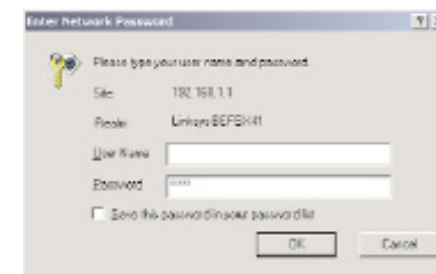 Enter Network Password
Please type your user name and password.
Site: 192.168.1.1
Realm Linksys BEFSX41
User Name
Password ****
Save this password in your password list
OK Cancel